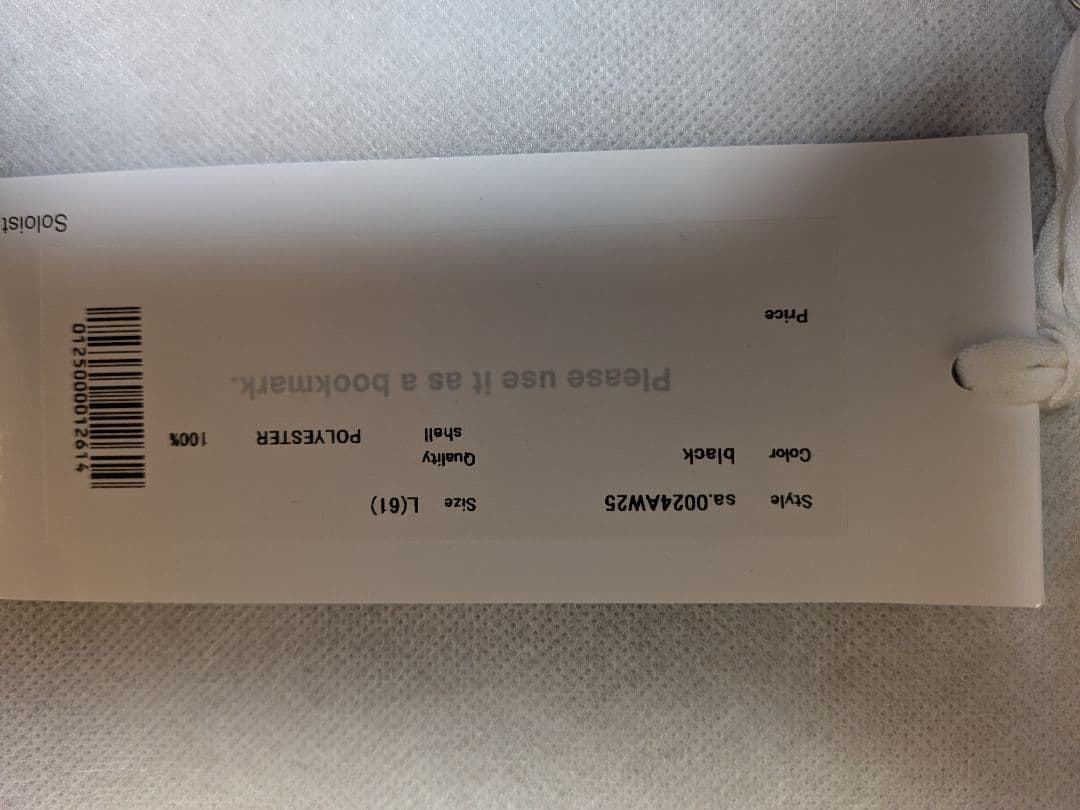 Style sa.0024AW25
Size L(61)
Color black
Quality
shell POLYESTER 100%
Please use it as a bookmark.
Price
0125000012614
Soloist